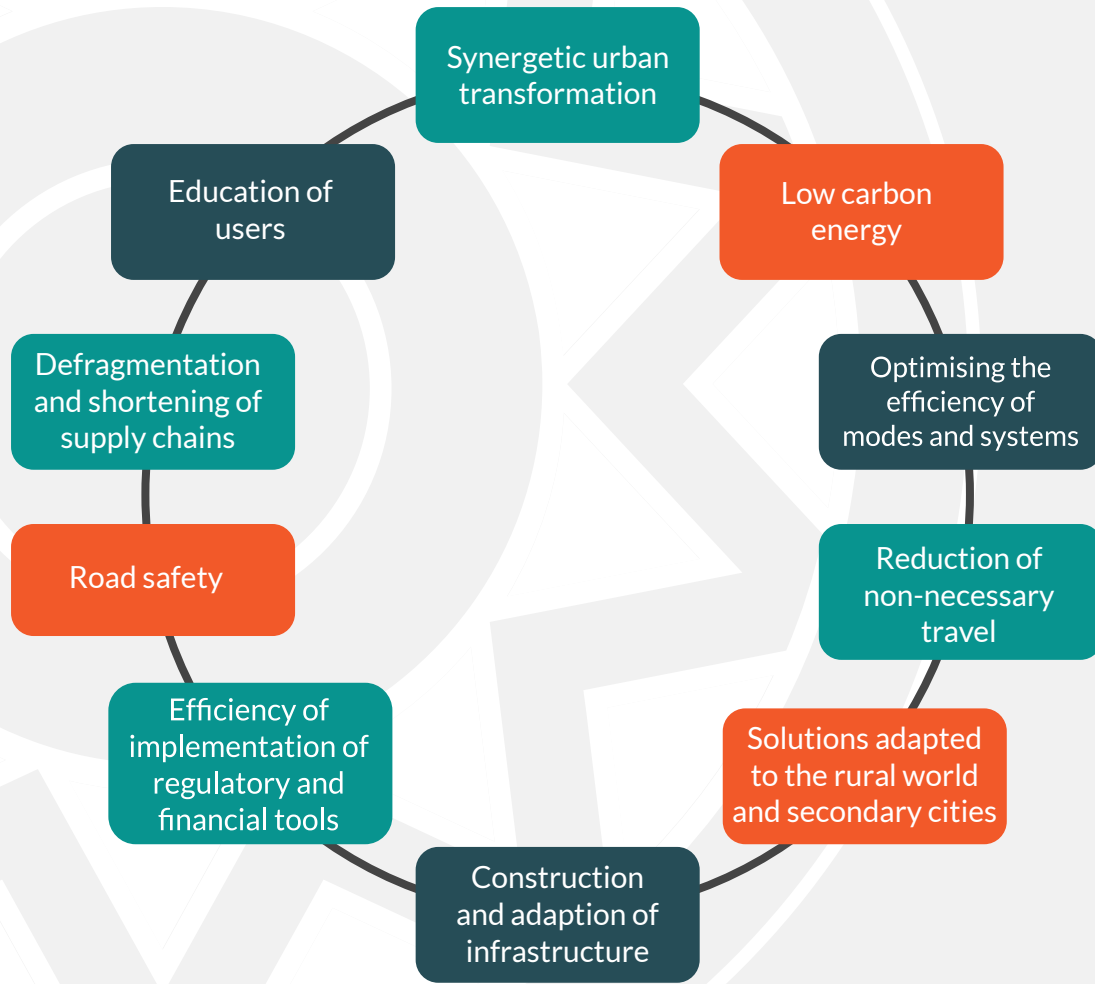 Synergetic urban
transformation
Low carbon
energy
Optimising the
efficiency of
modes and systems
Reduction of
non-necessary
travel
Solutions adapted
to the rural world
and secondary cities
Construction
and adaption of
infrastructure
Efficiency of
implementation of
regulatory and
financial tools
Road safety
Defragmentation
and shortening of
supply chains
Education of
users